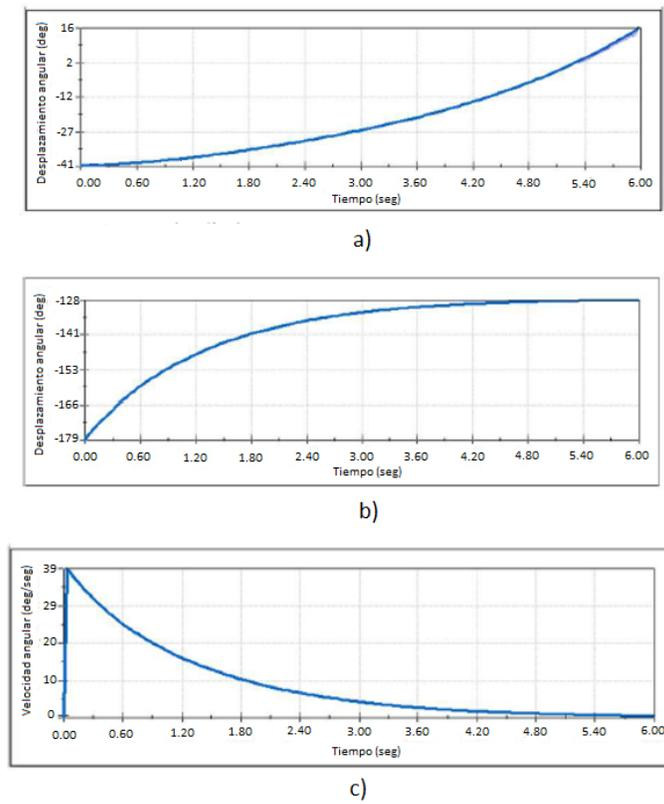 Desplazamiento angular (deg)
16
2
-12
-27
-41
0.00 0.60 1.20 1.80 2.40 3.00 3.60 4.20 4.80 5.40 6.00
Tiempo (seg)
a)
Desplazamiento angular (deg)
-128
-141
-153
-166
-179
0.00 0.60 1.20 1.80 2.40 3.00 3.60 4.20 4.80 5.40 6.00
Tiempo (seg)
b)
Velocidad angular (deg/seg)
39
29
20
10
0
0.00 0.60 1.20 1.80 2.40 3.00 3.60 4.20 4.80 5.40 6.00
Tiempo (seg)
c)